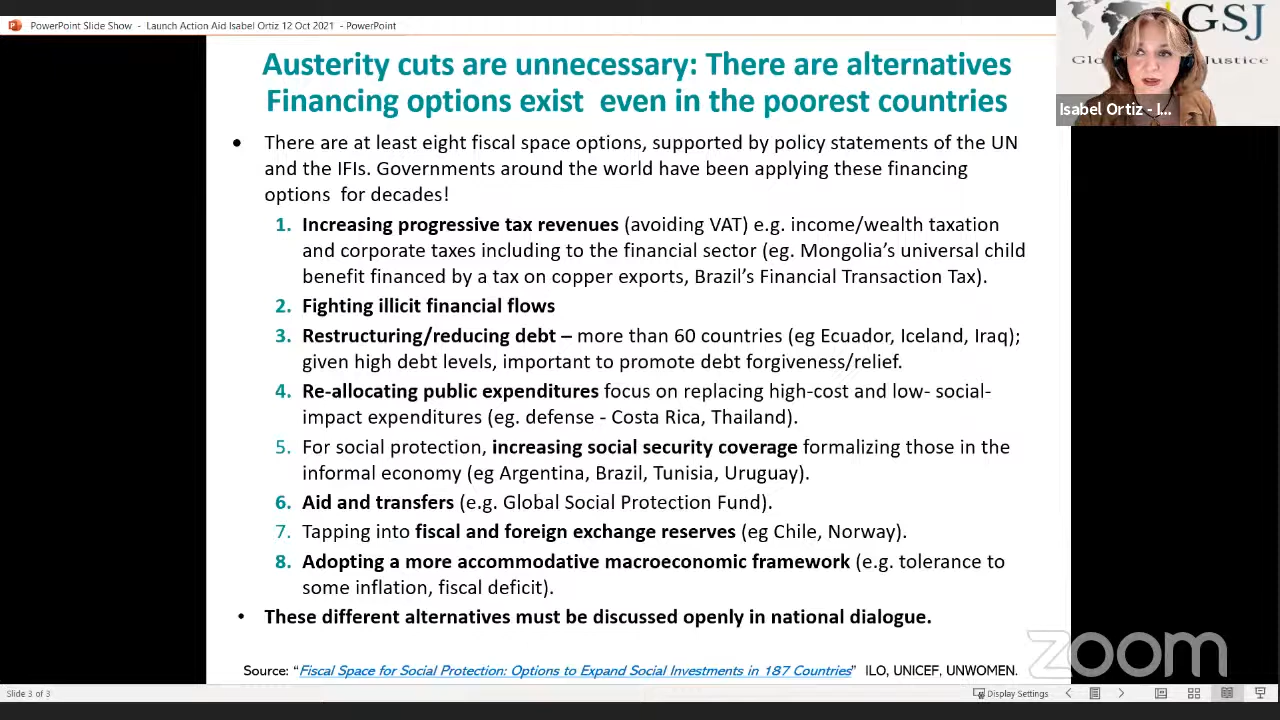 PowerPoint Slide Show - Launch Action Aid Isabel Ortiz 12 Oct 2021 - PowerPoint
GSJ
Justice
Isabel Ortiz - I...
Austerity cuts are unnecessary: There are alternatives
Financing options exist even in the poorest countries
• There are at least eight fiscal space options, supported by policy statements of the UN
and the IFIs. Governments around the world have been applying these financing
options for decades!
1. Increasing progressive tax revenues (avoiding VAT) e.g. income/wealth taxation
and corporate taxes including to the financial sector (eg. Mongolia's universal child
benefit financed by a tax on copper exports, Brazil's Financial Transaction Tax).
2. Fighting illicit financial flows
3. Restructuring/reducing debt – more than 60 countries (eg Ecuador, Iceland, Iraq);
given high debt levels, important to promote debt forgiveness/relief.
4. Re-allocating public expenditures focus on replacing high-cost and low- social-
impact expenditures (eg. defense - Costa Rica, Thailand).
5. For social protection, increasing social security coverage formalizing those in the
informal economy (eg Argentina, Brazil, Tunisia, Uruguay).
6. Aid and transfers (e.g. Global Social Protection Fund).
7. Tapping into fiscal and foreign exchange reserves (eg Chile, Norway).
8. Adopting a more accommodative macroeconomic framework (e.g. tolerance to
some inflation, fiscal deficit).
• These different alternatives must be discussed openly in national dialogue.
Source: “Fiscal Space for Social Protection: Options to Expand Social Investments in 187 Countries” ILO, UNICEF, UNWOMEN.
zoom
Slide 3 of 3
Display Settings